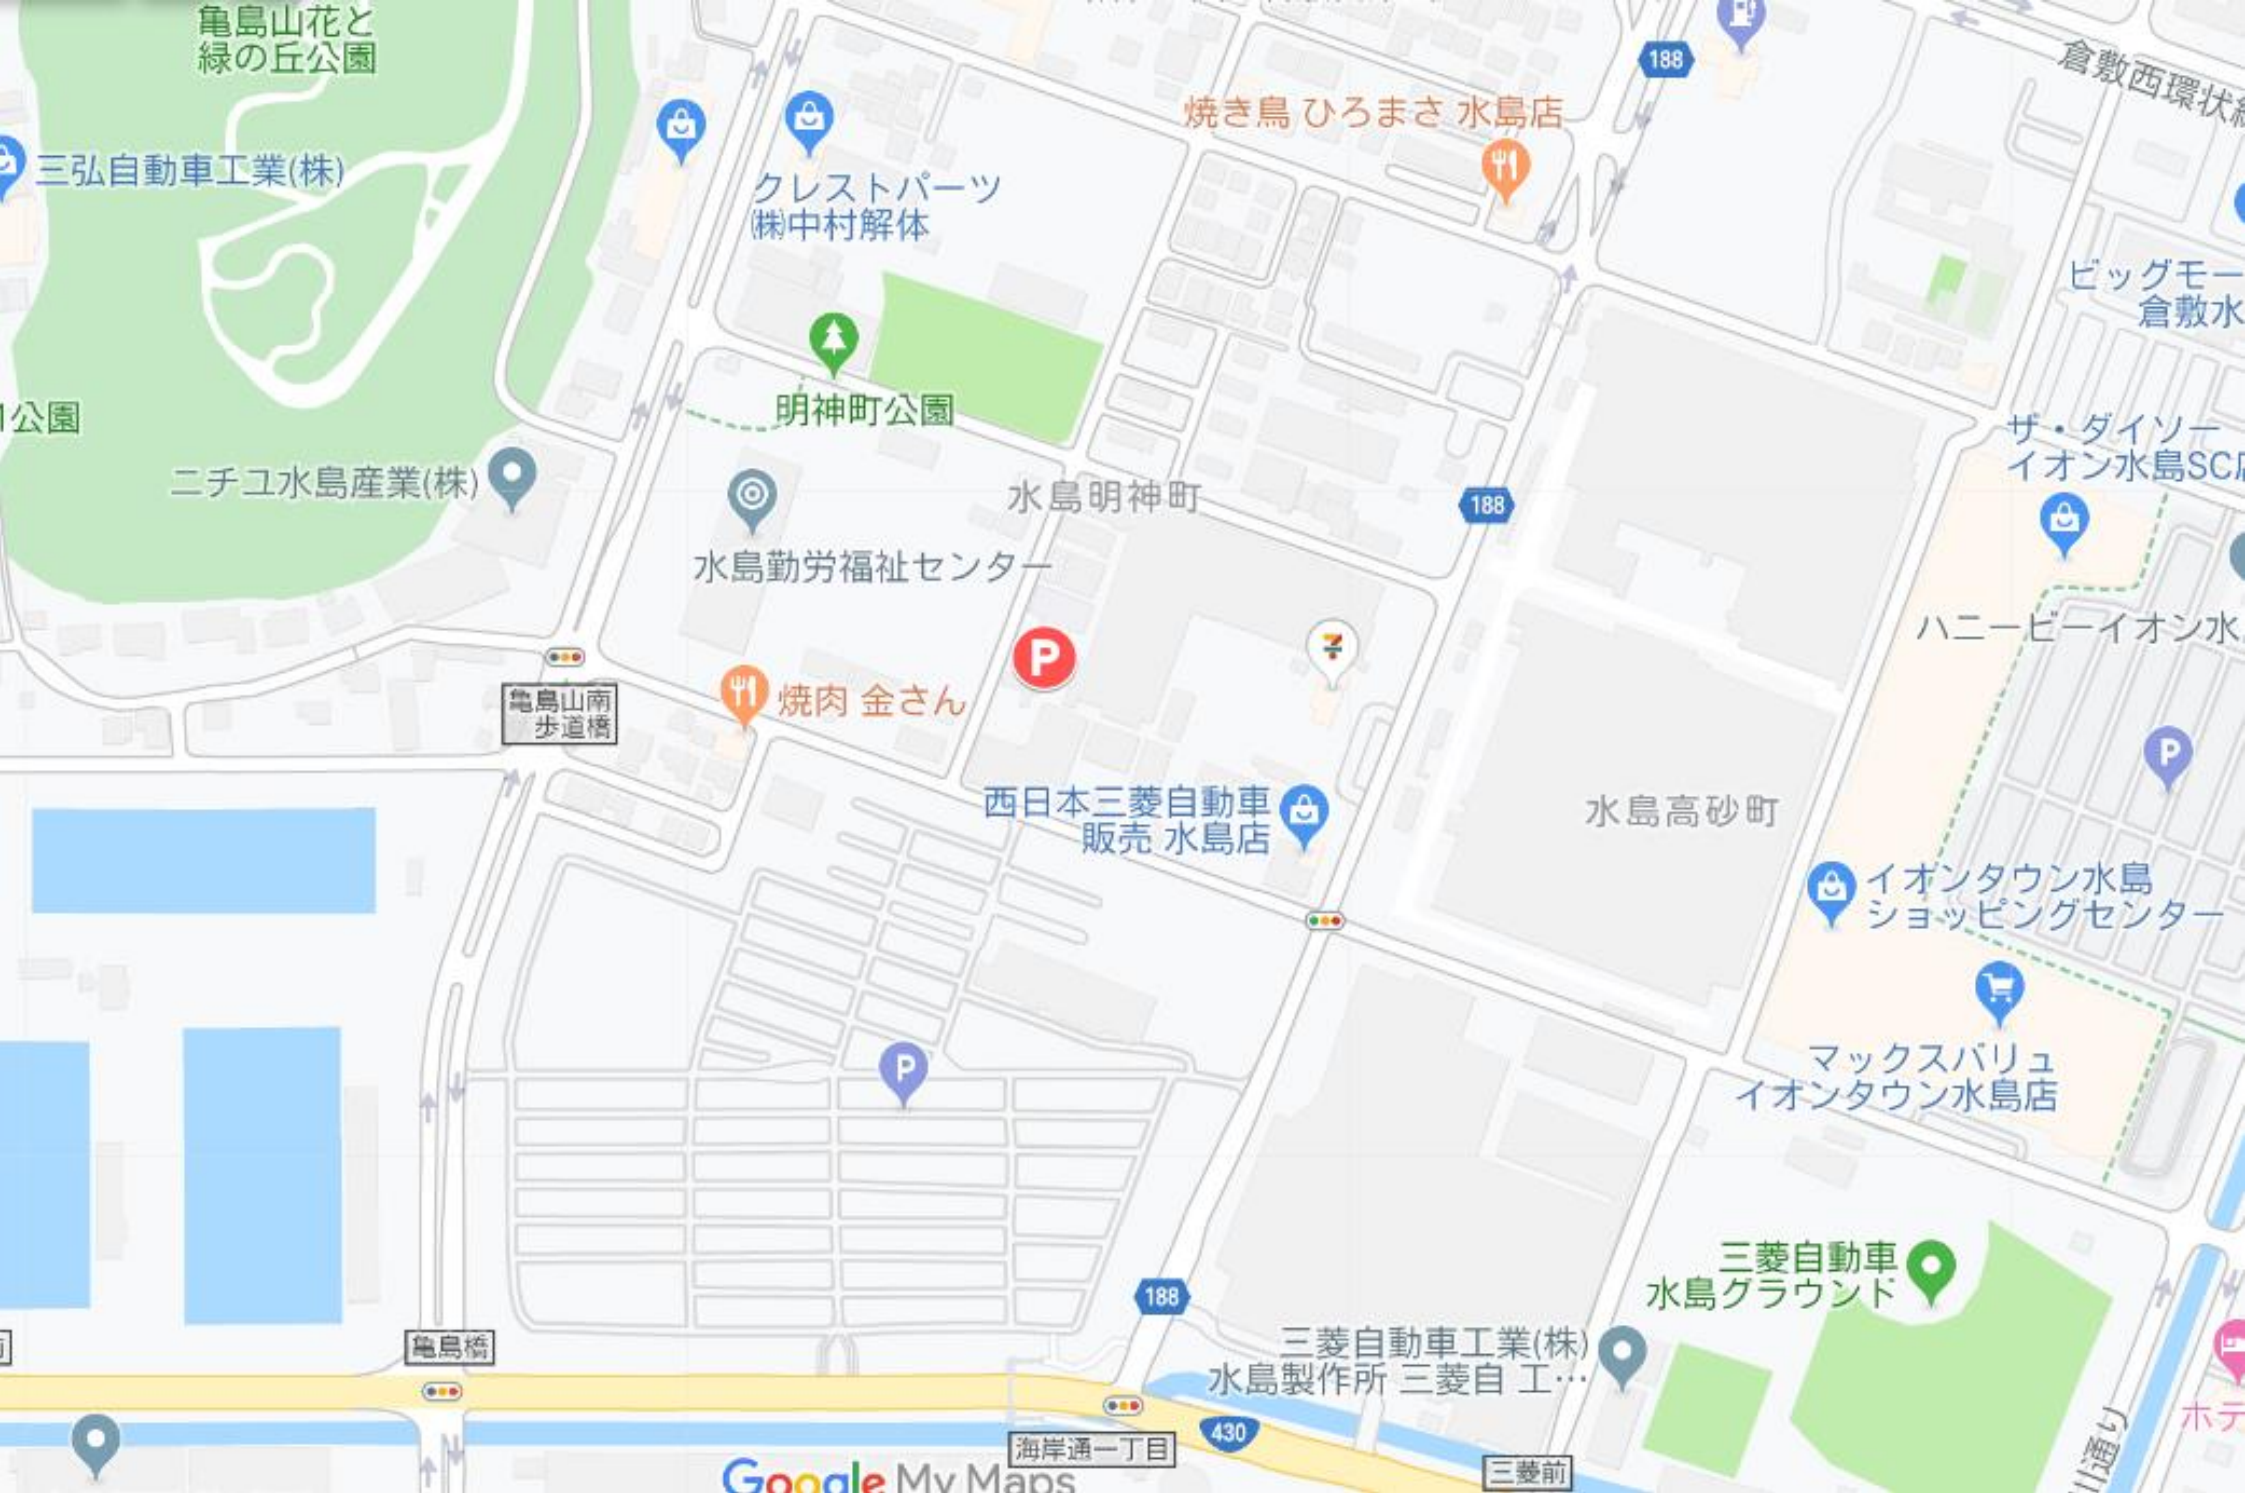 亀島山花と
緑の丘公園
188
倉敷西環状線
焼き鳥 ひろまさ 水島店
三弘自動車工業(株)
クレストパーツ
㈱中村解体
ビッグモー
倉敷水
公園
明神町公園
ザ・ダイソー
イオン水島SC店
ニチユ水島産業(株)
水島明神町
188
水島勤労福祉センター
ハニービーイオン水
P
亀島山南
歩道橋
焼肉 金さん
P
西日本三菱自動車
販売 水島店
水島高砂町
イオンタウン水島
ショッピングセンター
マックスバリュ
イオンタウン水島店
P
三菱自動車
水島グラウンド
188
亀島橋
三菱自動車工業(株)
水島製作所 三菱自 工…
ホテ
430
海岸通一丁目
三菱前
山通り
Google My Maps